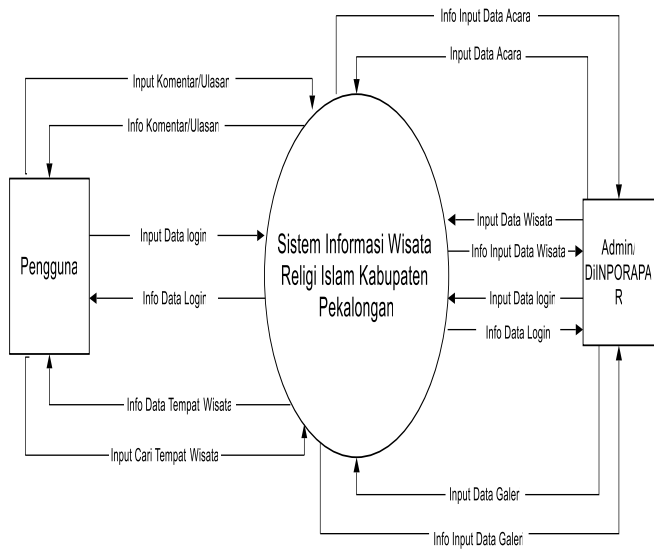 Info Input Data Acara
Input Data Acara
Input Komentar/Ulasan
Info Komentar/Ulasan
Input Data Wisata
Input Data login
Info Input Data Wisata
Sistem Informasi Wisata
Religi Islam Kabupaten
Pekalongan
Pengguna
Admin/
DiINPORAPA
R
Info Data Login
Input Data login
Info Data Login
Info Data Tempat Wisata
Input Cari Tempat Wisata
Input Data Galeri
Info Input Data Galeri